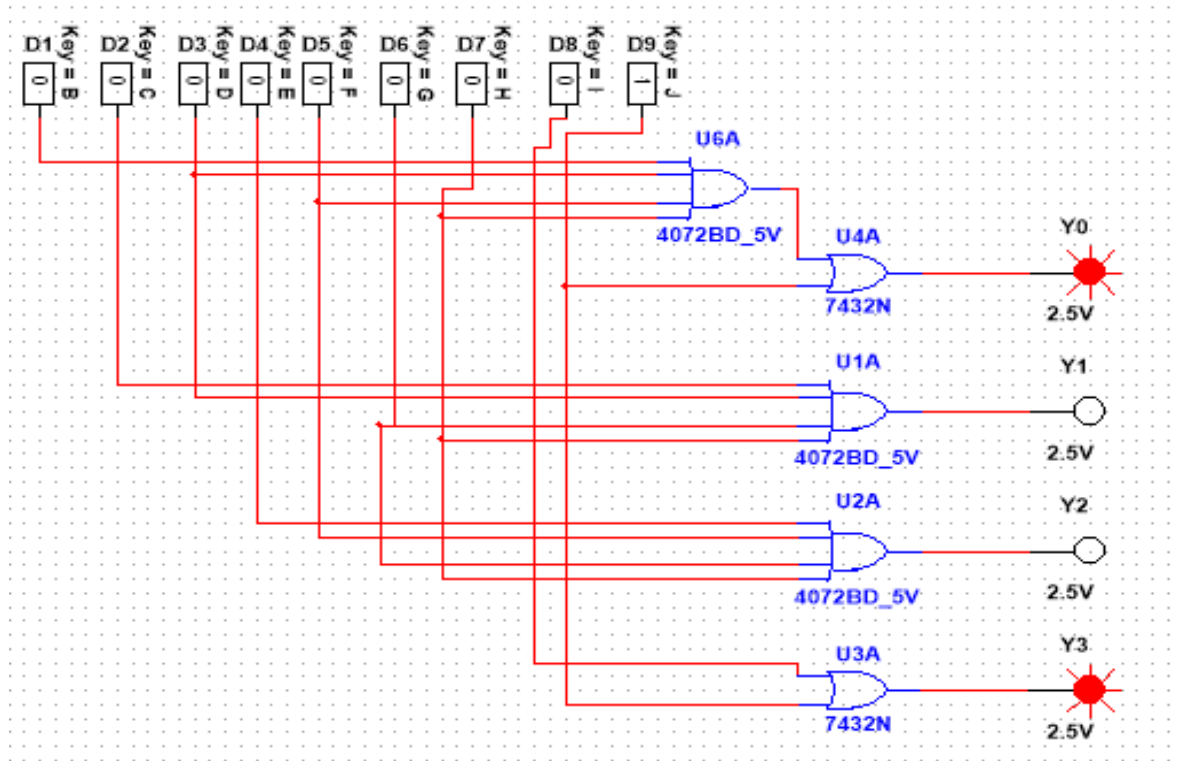 D1 Key = B D2 Key = C D3 Key = D D4 Key = E D5 Key = F D6 Key = G D7 Key = H D8 Key = I D9 Key = J
0 0 0 0 0 0 0 0 1
U6A
4072BD_5V
U4A
7432N
Y0
2.5V
U1A
4072BD_5V
Y1
2.5V
U2A
4072BD_5V
Y2
2.5V
U3A
7432N
Y3
2.5V